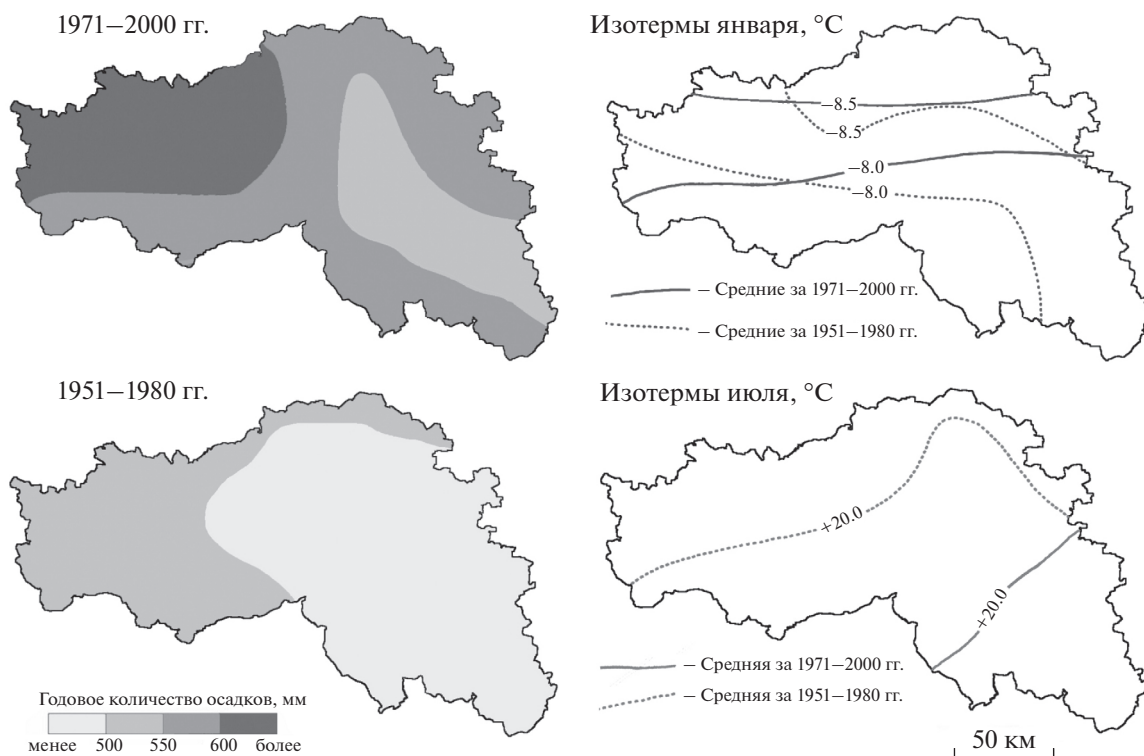 1971–2000 гг.
Изотермы января, °С
–8.5
–8.5
–8.0
–8.0
– Средние за 1971–2000 гг.
– Средние за 1951–1980 гг.
1951–1980 гг.
Изотермы июля, °С
+20.0
+20.0
– Средняя за 1971–2000 гг.
– Средняя за 1951–1980 гг.
Годовое количество осадков, мм
менее 500 550 600 более
50 км